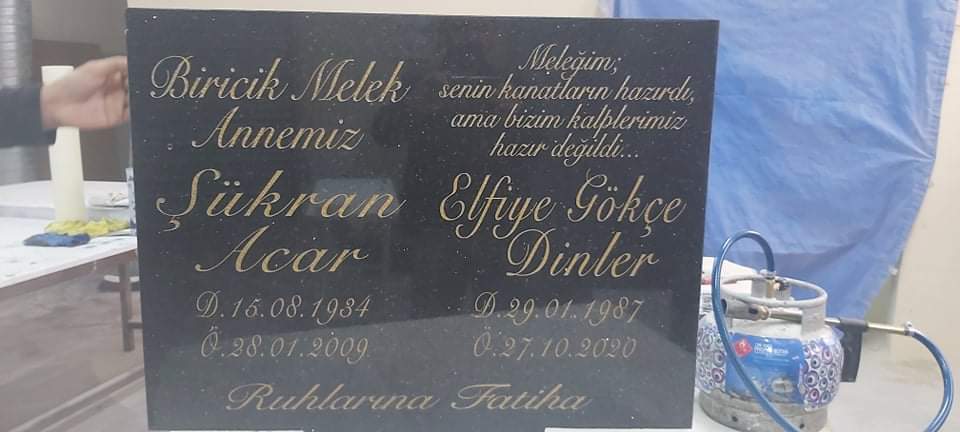 Biricik Melek
Annemiz
Şükran
Acar
D.15.08.1934
Ö.28.01.2009
Meleğim;
senin kanatların hazırdı,
ama bizim kalplerimiz
hazır değildi...
Elfiye Gökçe
Dinler
D.29.01.1987
Ö.27.10.2020
Ruhlarına Fatiha